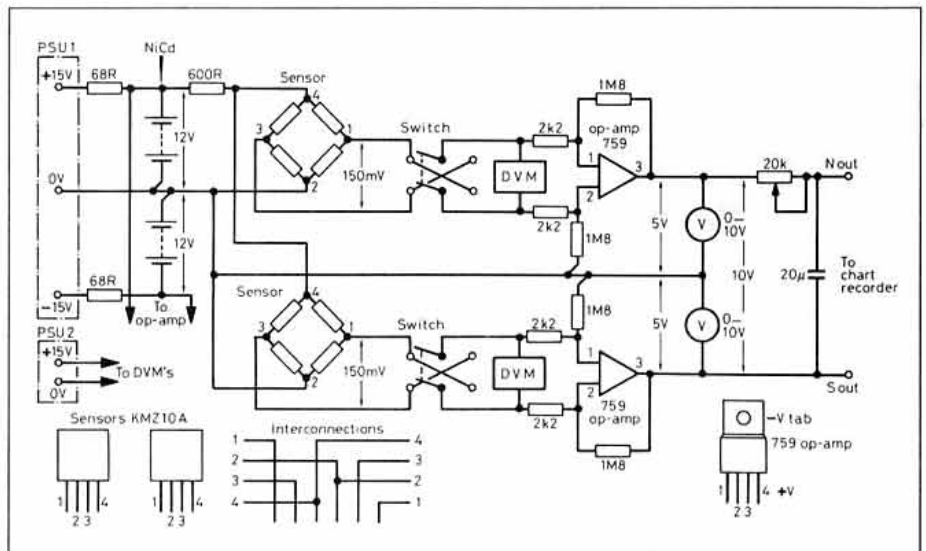 PSU1
+15V
68R
NiCd
600R
12V
0V
12V
68R
-15V
To
op-amp
PSU2
+15V
0V
To DVM's
Sensor
4
3
1
2
150mV
Switch
DVM
2k2
2k2
1M8
op-amp
759
1
2
3
1M8
20k
Nout
5V
V
0–
10V
10V
20µ
To
chart
recorder
Sensor
4
3
1
2
150mV
Switch
DVM
2k2
2k2
1M8
5V
V
0–
10V
1
2
3
759
op-amp
1M8
Sout
Sensors KMZ10A
1
2 3
4
1
2 3
4
Interconnections
1
2
3
4
4
3
2
1
-V tab
759 op-amp
1
2 3
4 +V